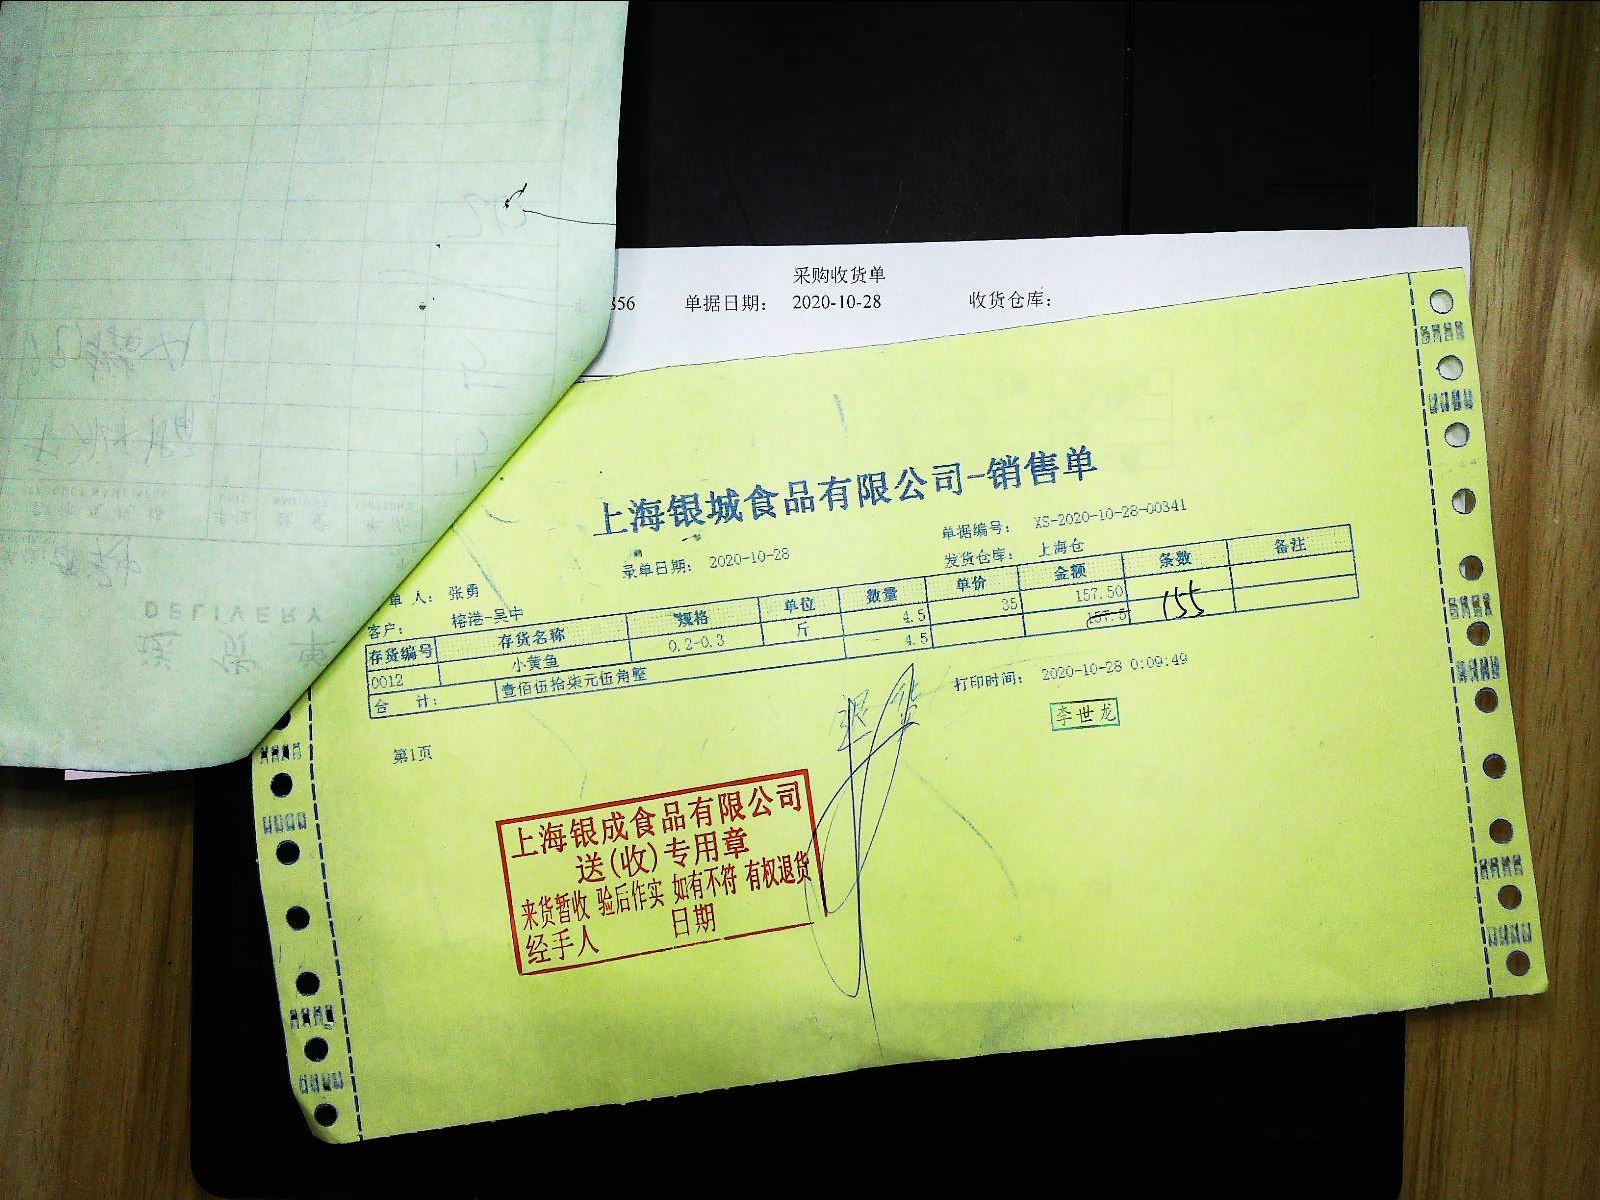 采购收货单
856 单据日期： 2020-10-28 收货仓库：
上海银城食品有限公司-销售单
单据编号： XS-2020-10-28-00341
录单日期： 2020-10-28 发货仓库： 上海仓
单 人： 张勇
客户： 榕港-吴中
存货编号 存货名称 规格 单位 数量 单价 金额 条数 备注
0012 小黄鱼 0.2-0.3 斤 4.5 35 157.50
合 计： 壹佰伍拾柒元伍角整 4.5 157.5 155
打印时间： 2020-10-28 0:09:49
李世龙
第1页
上海银成食品有限公司
送(收)专用章
来货暂收 验后作实 如有不符 有权退货
经手人 日期
DELIVERY
送货单